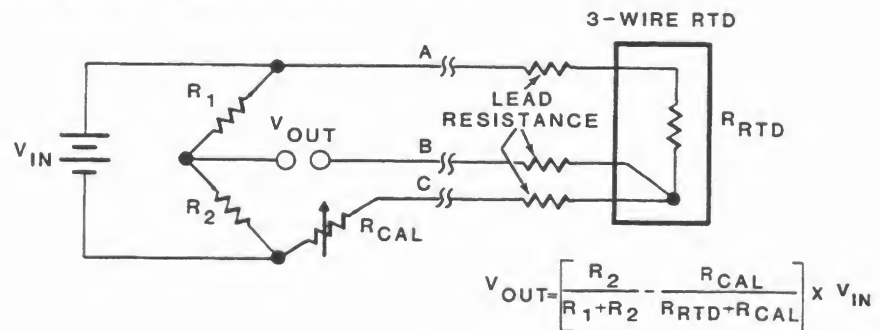 3-WIRE RTD
A
R1
LEAD
RESISTANCE
VOUT
RRTD
VIN
B
C
R2
RCAL
VOUT=[R2/R1+R2 - RCAL/RRTD+RCAL] X VIN